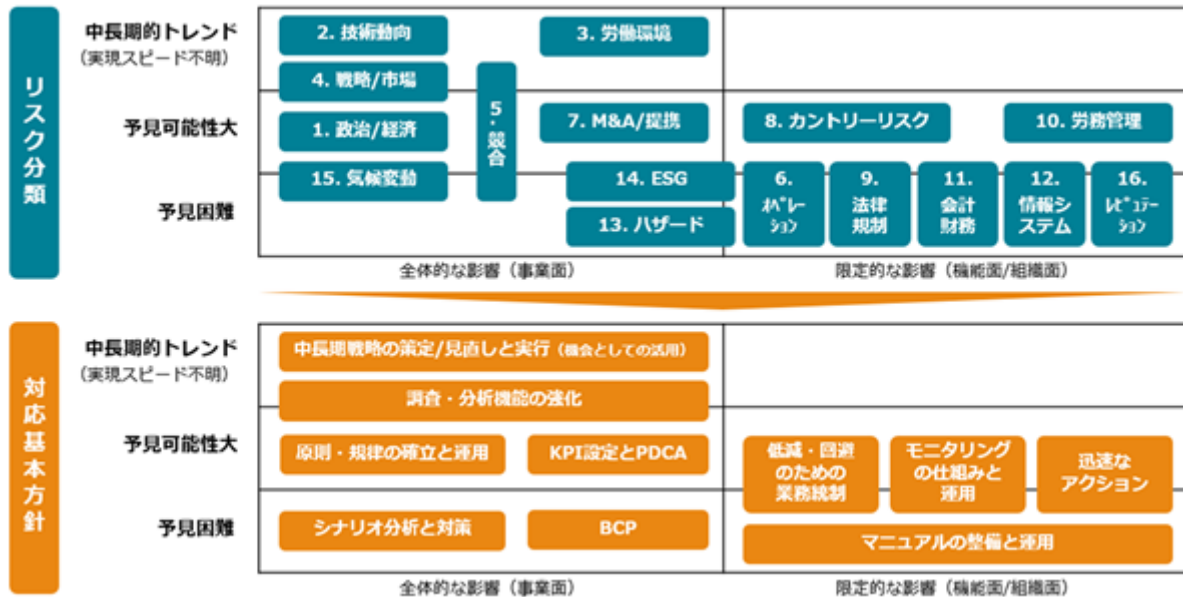 リスク分類
中長期的トレンド
(実現スピード不明)
2. 技術動向
3. 労働環境
4. 戦略/市場
5.競合
予見可能性大
1. 政治/経済
7. M&A/提携
8. カントリーリスク
10. 労務管理
15. 気候変動
14. ESG
予見困難
13. ハザード
6.
ｵﾍﾟﾚｰ
ｼｮﾝ
9.
法律
規制
11.
会計
財務
12.
情報シ
ステム
16.
ﾚﾋﾟｭﾃｰ
ｼｮﾝ
全体的な影響（事業面）
限定的な影響（機能面/組織面）
対応基本方針
中長期的トレンド
(実現スピード不明)
中長期戦略の策定/見直しと実行（機会としての活用）
調査・分析機能の強化
予見可能性大
原則・規律の確立と運用
KPI設定とPDCA
低減・回避
のための
業務統制
モニタリング
の仕組みと
運用
迅速な
アクション
予見困難
シナリオ分析と対策
BCP
マニュアルの整備と運用
全体的な影響（事業面）
限定的な影響（機能面/組織面）